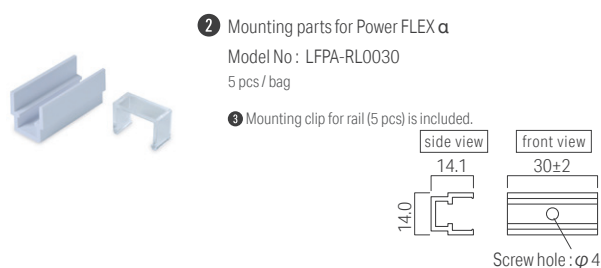 2 Mounting parts for Power FLEX α
Model No : LFPA-RL0030
5 pcs / bag
3 Mounting clip for rail (5 pcs) is included.
side view
front view
14.1
30±2
14.0
Screw hole : φ 4